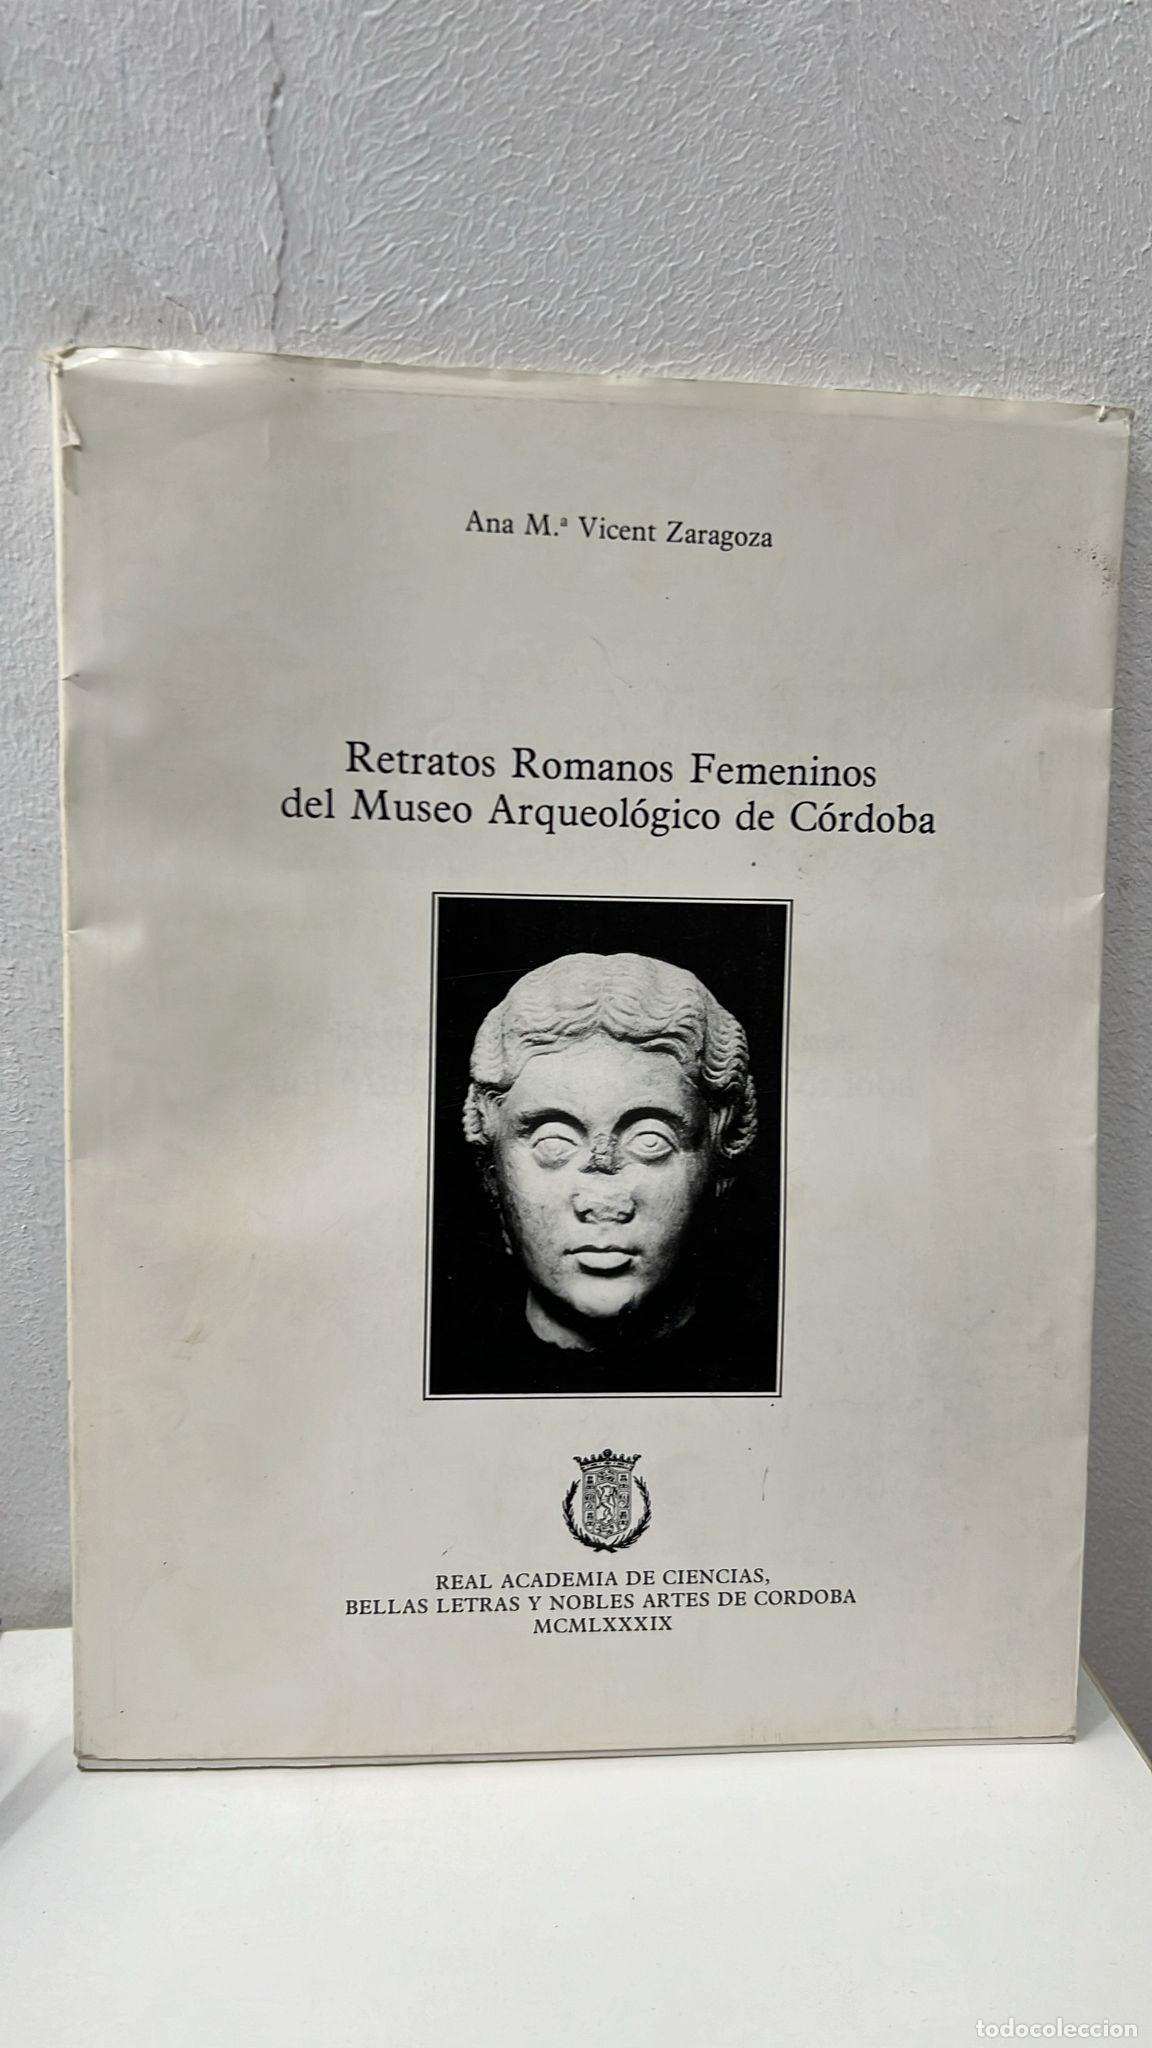 Ana M.ª Vicent Zaragoza
Retratos Romanos Femeninos
del Museo Arqueológico de Córdoba
REAL ACADEMIA DE CIENCIAS,
BELLAS LETRAS Y NOBLES ARTES DE CORDOBA
MCMLXXXIX
todocoleccion